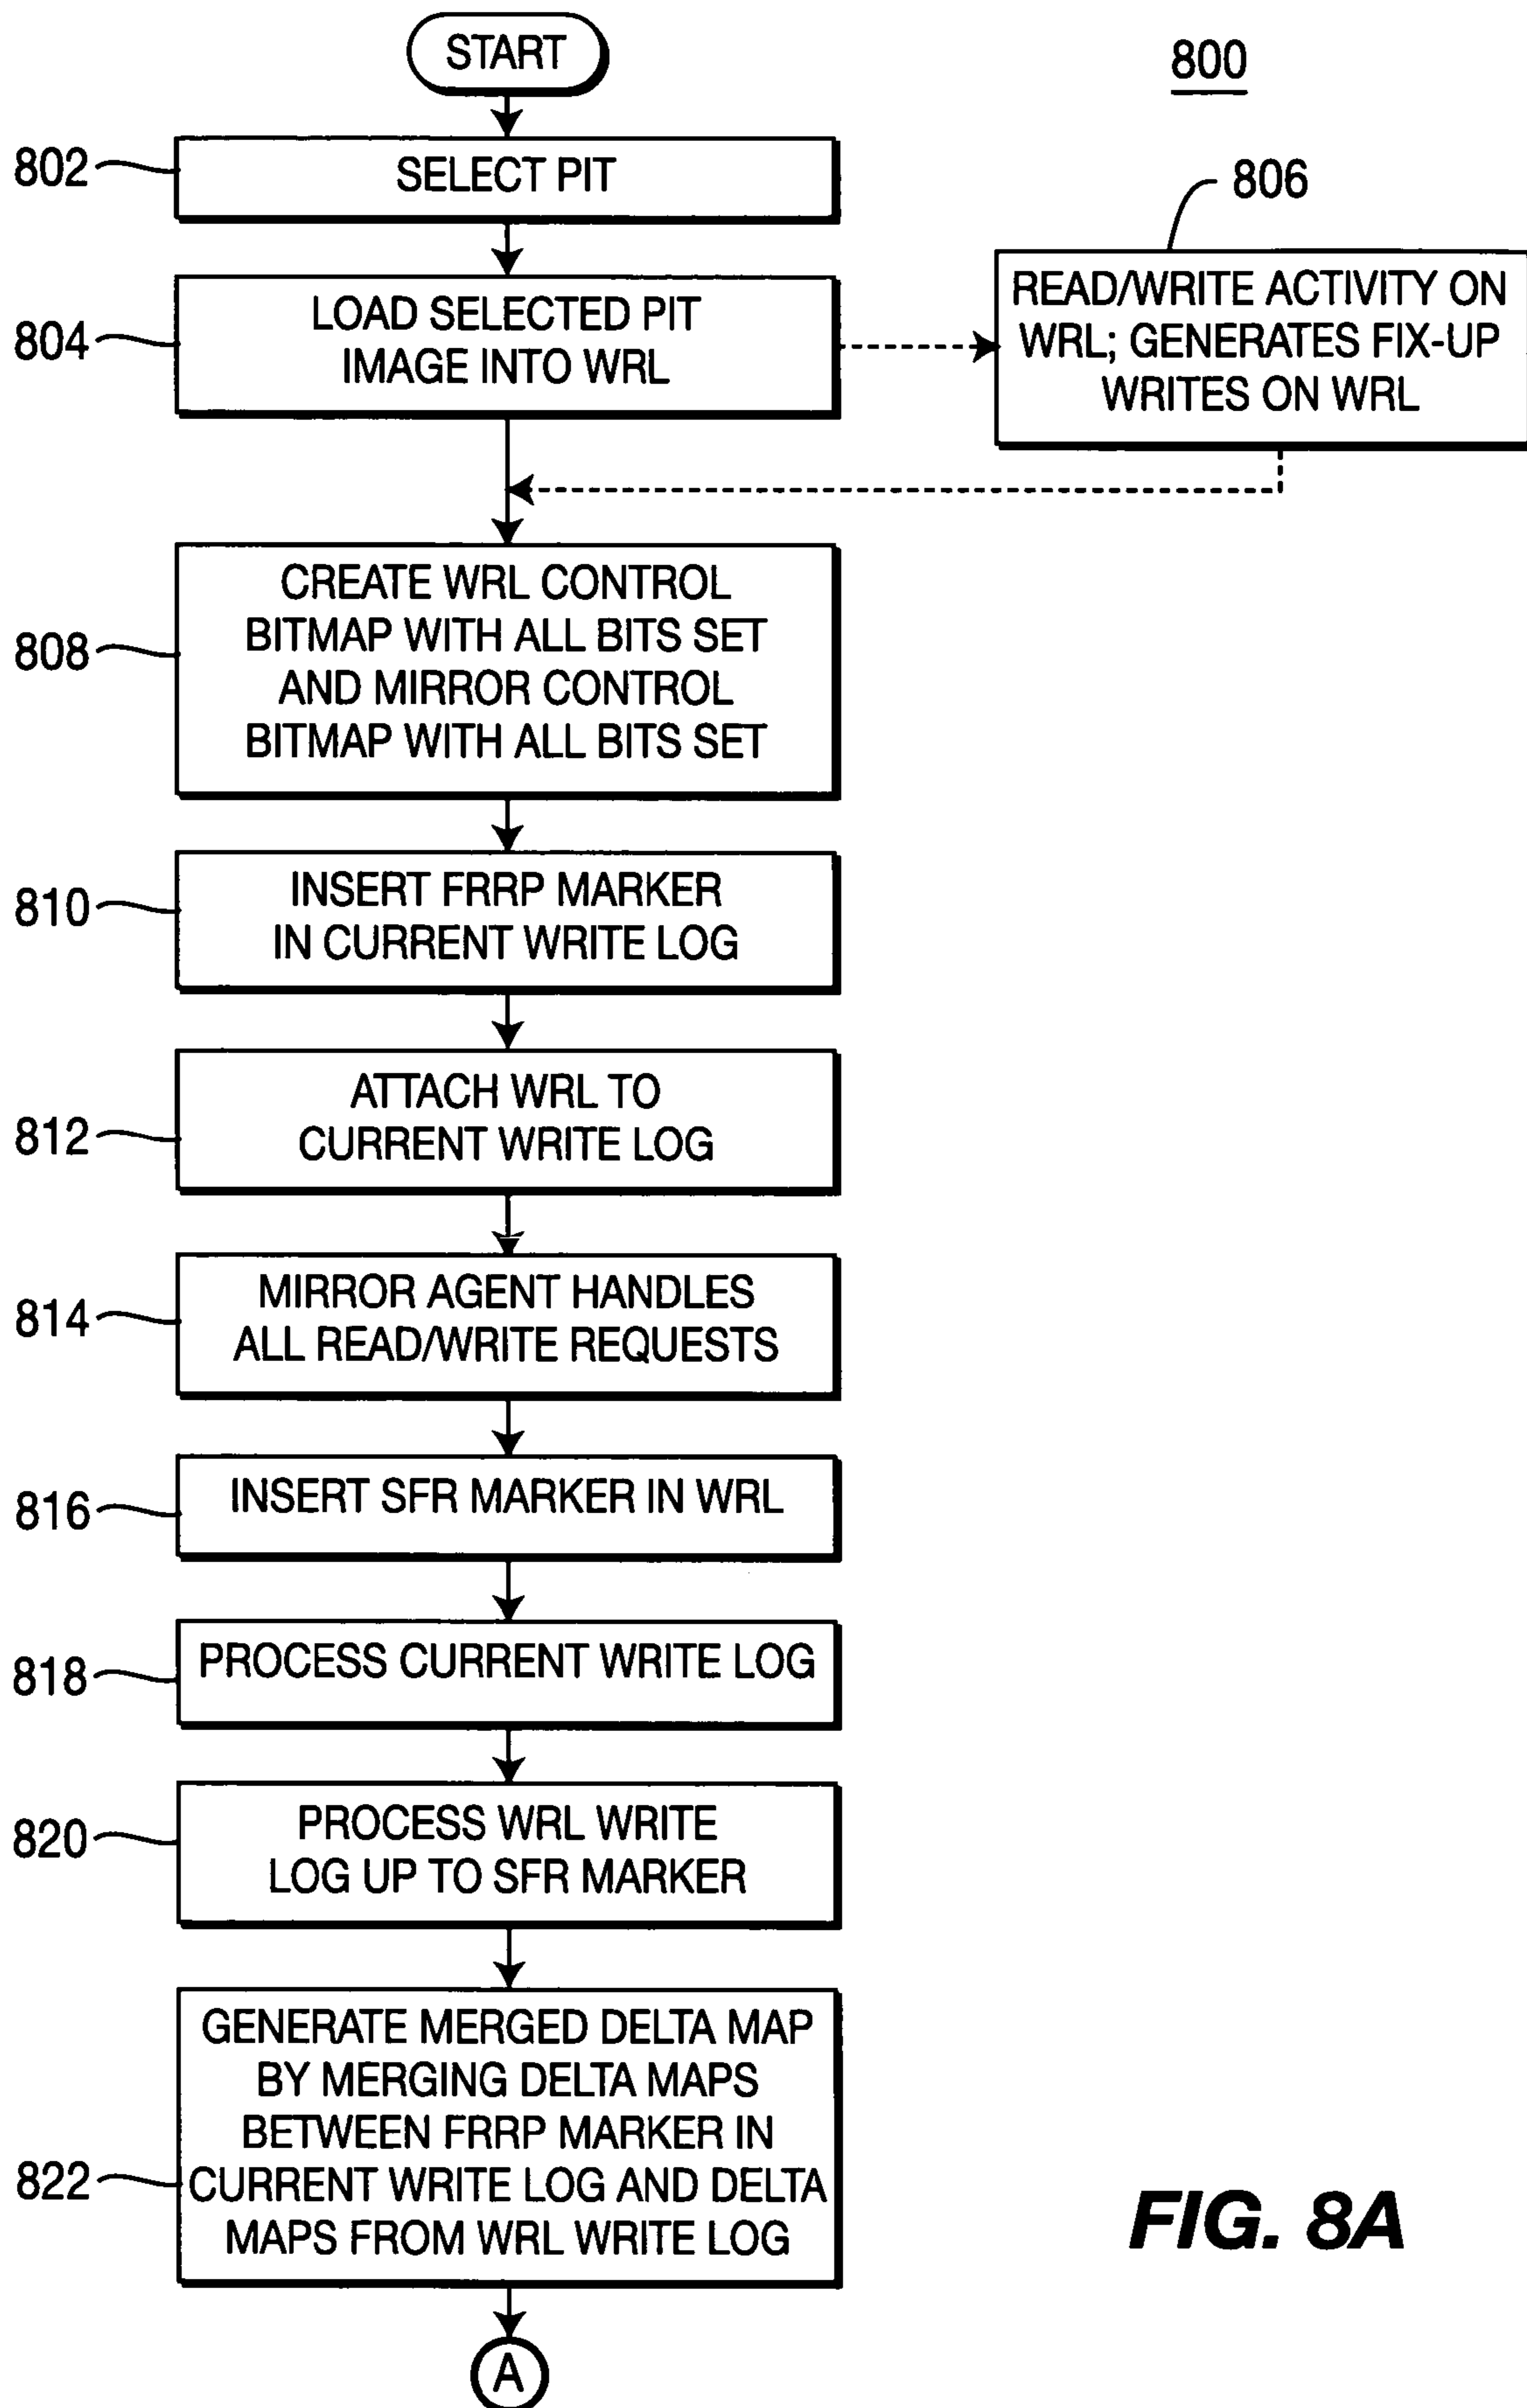 START
800
802
SELECT PIT
806
804
LOAD SELECTED PIT
IMAGE INTO WRL
READ/WRITE ACTIVITY ON
WRL; GENERATES FIX-UP
WRITES ON WRL
808
CREATE WRL CONTROL
BITMAP WITH ALL BITS SET
AND MIRROR CONTROL
BITMAP WITH ALL BITS SET
810
INSERT FRRP MARKER
IN CURRENT WRITE LOG
812
ATTACH WRL TO
CURRENT WRITE LOG
814
MIRROR AGENT HANDLES
ALL READ/WRITE REQUESTS
816
INSERT SFR MARKER IN WRL
818
PROCESS CURRENT WRITE LOG
820
PROCESS WRL WRITE
LOG UP TO SFR MARKER
822
GENERATE MERGED DELTA MAP
BY MERGING DELTA MAPS
BETWEEN FRRP MARKER IN
CURRENT WRITE LOG AND DELTA
MAPS FROM WRL WRITE LOG
FIG. 8A
A